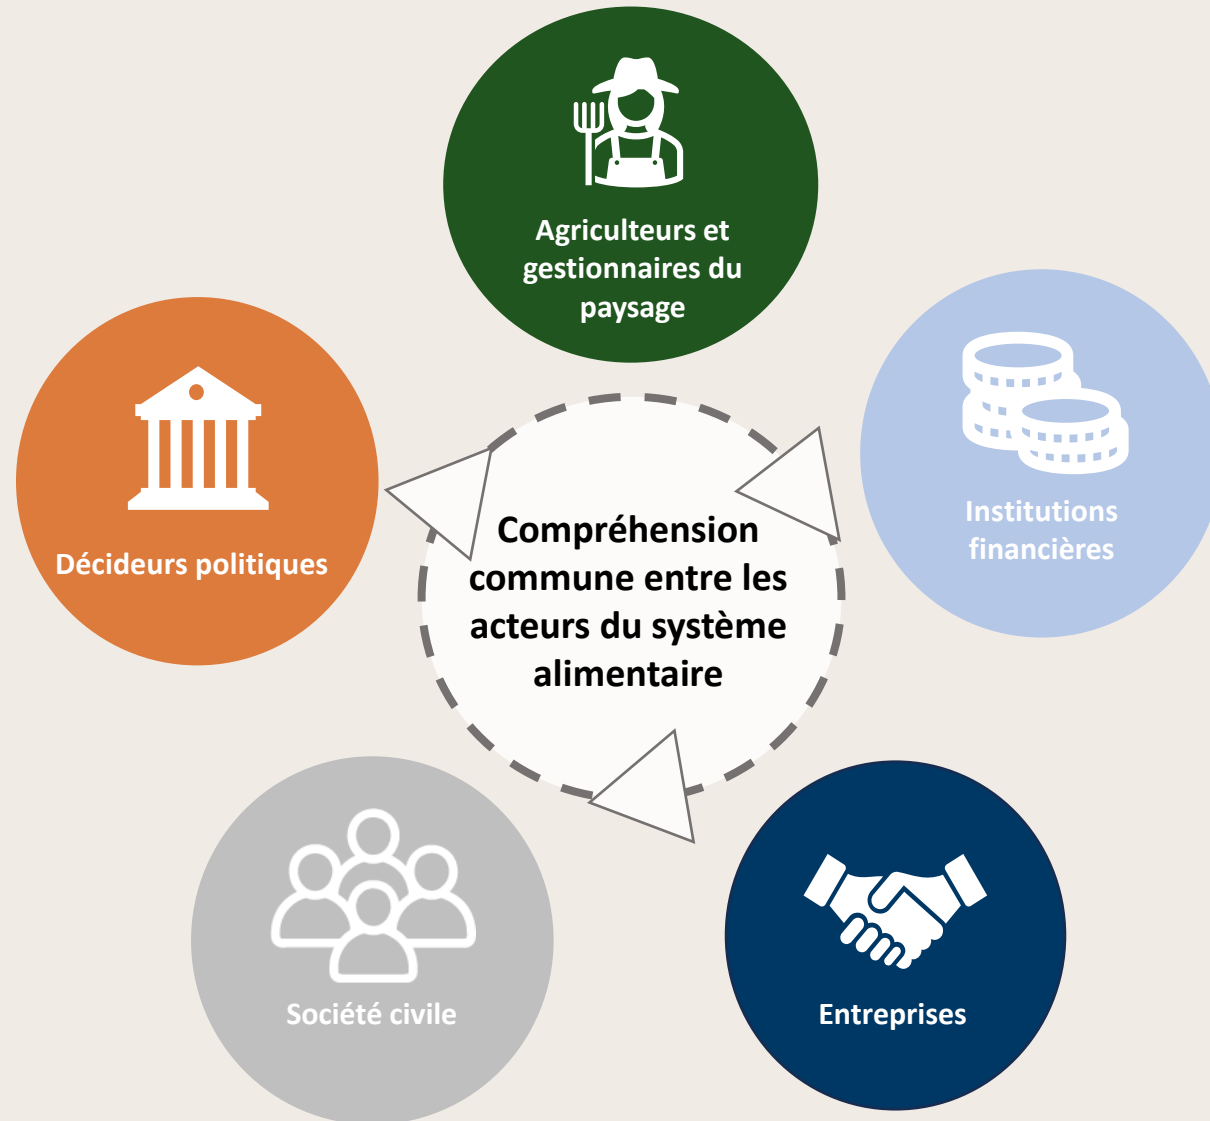 Agriculteurs et
gestionnaires du
paysage
Institutions
financières
Décideurs politiques
Compréhension
commune entre les
acteurs du système
alimentaire
Société civile
Entreprises